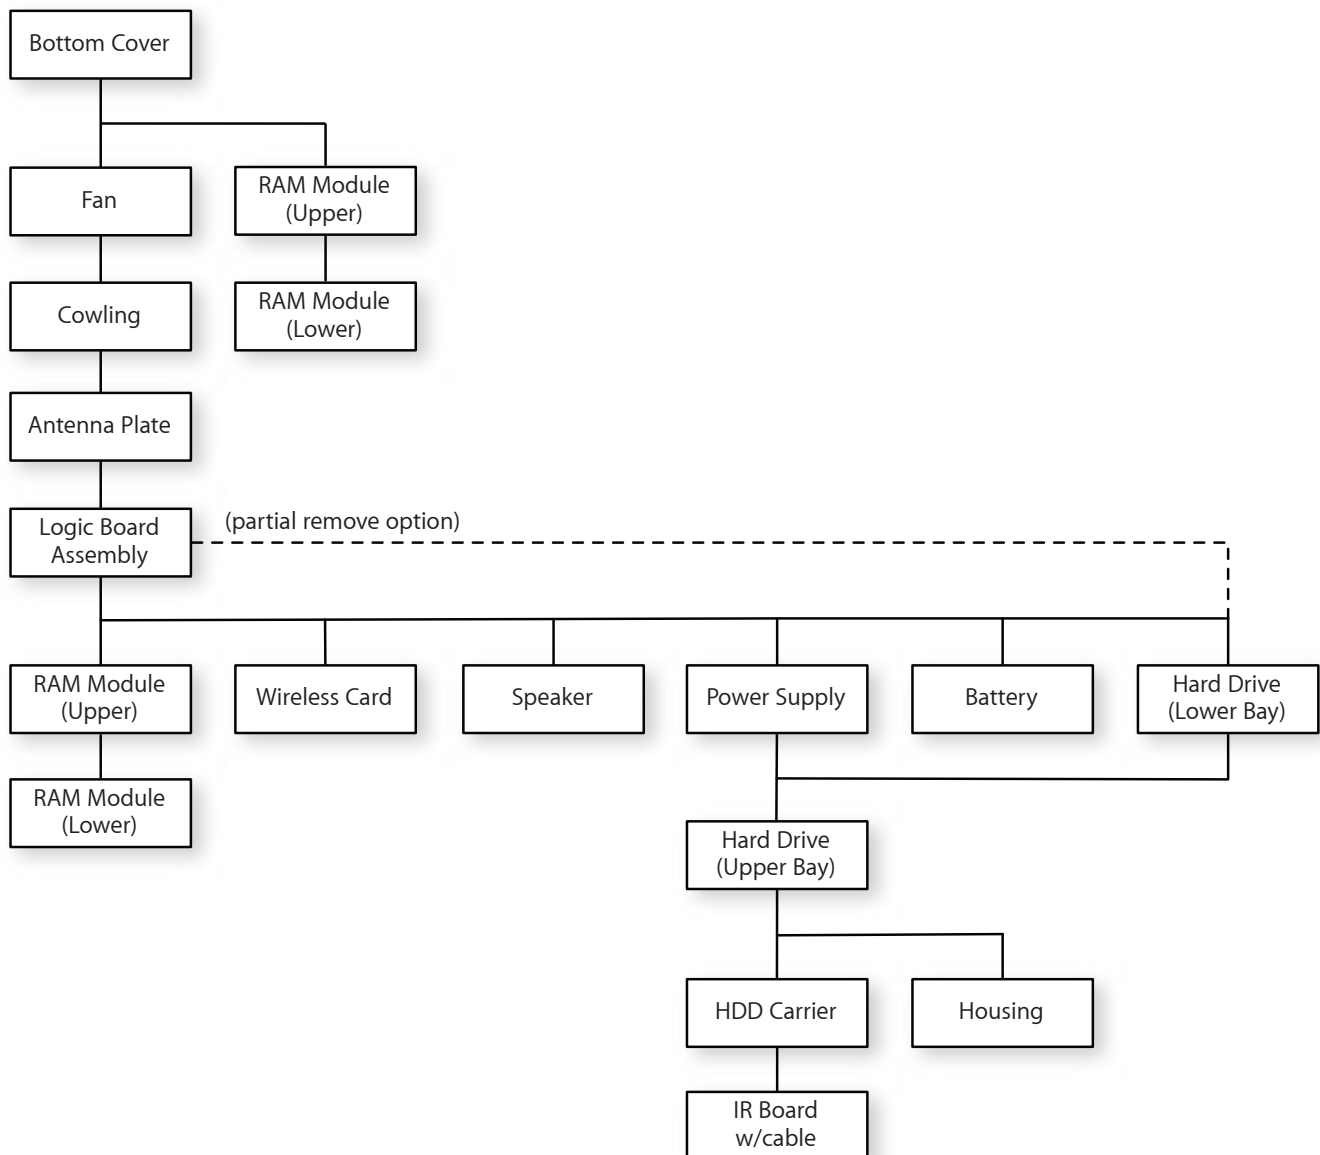 Bottom Cover
Fan
RAM Module
(Upper)
Cowling
RAM Module
(Lower)
Antenna Plate
Logic Board
Assembly
(partial remove option)
RAM Module
(Upper)
Wireless Card
Speaker
Power Supply
Battery
Hard Drive
(Lower Bay)
RAM Module
(Lower)
Hard Drive
(Upper Bay)
HDD Carrier
Housing
IR Board
w/cable